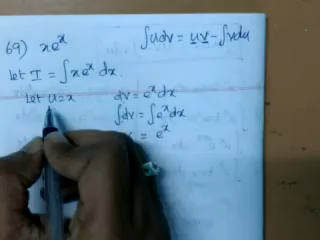 69) xe^x ∫udv = uv - ∫vdu
Let I = ∫xe^x dx.
Let u = x dv = e^x dx
∫dv = ∫e^x dx
= e^x